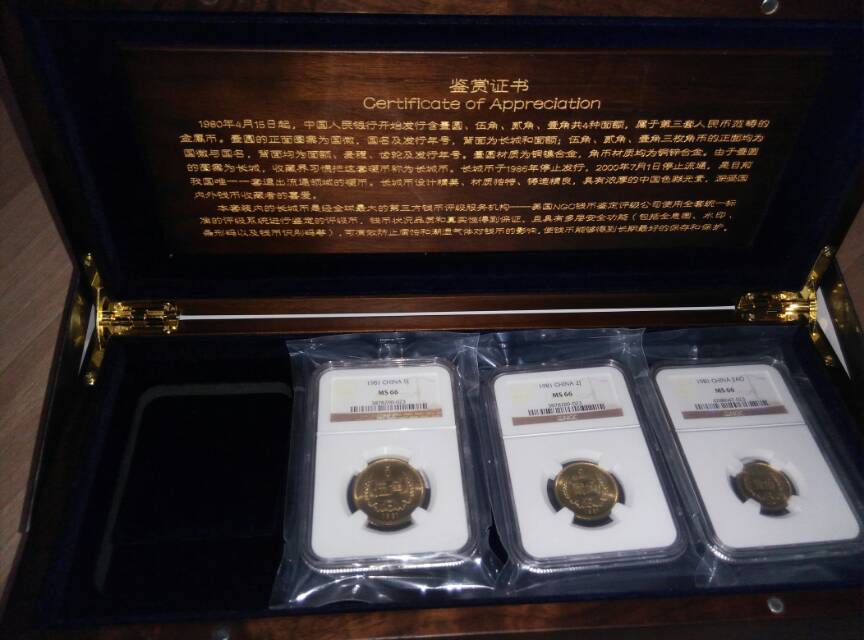 鉴赏证书
Certificate of Appreciation
1980年4月15日起，中国人民银行开始发行含壹圆、伍角、贰角、壹角共4种面额，属于第三套人民币范畴的
金属币。壹圆的正面图案为国徽、国名及发行年号，背面为长城和面额；伍角、贰角、壹角三枚角币的正面均为
国徽与国名，背面均为面额、麦穗、齿轮及发行年号。壹圆材质为铜镍合金，角币材质均为铜锌合金。由于壹圆
的图案为长城，收藏界习惯把这套硬币称为长城币。长城币于1986年停止发行，2000年7月1日停止流通，是目前
我国唯一一套退出流通领域的硬币。长城币设计精美、材质独特、铸造精良，具有浓厚的中国色彩元素，深受国
内外钱币收藏者的喜爱。
本套装内的长城币是经全球最大的第三方钱币评级服务机构——美国NGC钱币鉴定评级公司使用全套统一标
准的评级系统进行鉴定的评级币，钱币状况品质和真实性得到保证，且具有多层安全功能（包括全息图、水印、
条形码以及钱币识别码等），可有效防止腐蚀和潮湿气体对钱币的影响，使钱币能够得到长期最好的保存和保护。
1981 CHINA 5J
MS 66
3878700-023
1981 CHINA 2J
MS 66
3878700-023
1981 CHINA JIAO
MS 66